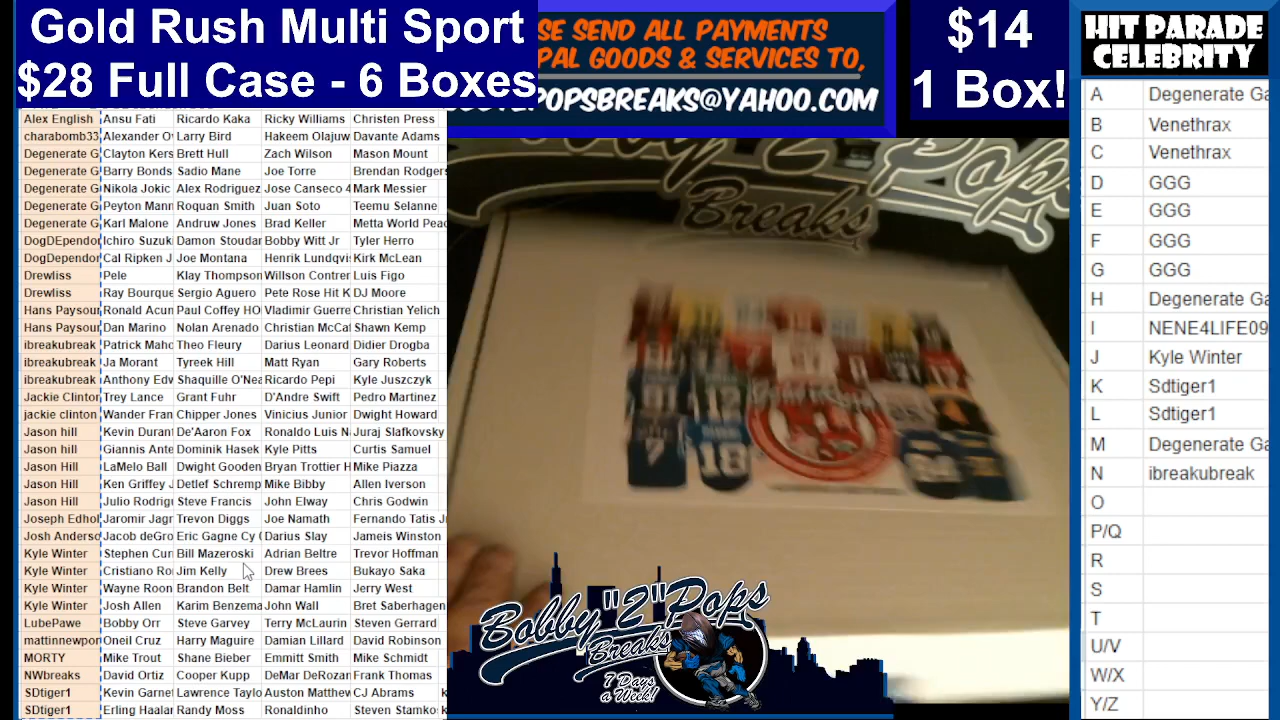 Gold Rush Multi Sport
$28 Full Case - 6 Boxes
SE SEND ALL PAYMENTS
PAL GOODS & SERVICES TO,
POPSBREAKS@YAHOO.COM
$14
1 Box!
HIT PARADE
CELEBRITY
Alex English Ansu Fati Ricardo Kaka Ricky Williams Christen Press
charabomb33 Alexander O Larry Bird Hakeem Olajuw Davante Adams
Degenerate G Clayton Kers Brett Hull Zach Wilson Mason Mount
Degenerate G Barry Bonds Sadio Mane Joe Torre Brendan Rodger
Degenerate G Nikola Jokic Alex Rodriguez Jose Canseco 4 Mark Messier
Degenerate G Peyton Mann Roquan Smith Juan Soto Teemu Selanne
Degenerate G Karl Malone Andruw Jones Brad Keller Metta World Peac
DogDEpendor Ichiro Suzuk Damon Stoudar Bobby Witt Jr Tyler Herro
DogDependor Cal Ripken J Joe Montana Henrik Lundqvi Kirk McLean
Drewliss Pele Klay Thompson Willson Contrer Luis Figo
Drewliss Ray Bourque Sergio Aguero Pete Rose Hit K DJ Moore
Hans Paysour Ronald Acun Paul Coffey HO Vladimir Guerre Christian Yelich
Hans Paysour Dan Marino Nolan Arenado Christian McCaf Shawn Kemp
ibreakubreak Patrick Maho Theo Fleury Darius Leonard Didier Drogba
ibreakubreak Ja Morant Tyreek Hill Matt Ryan Gary Roberts
ibreakubreak Anthony Edw Shaquille O'Nea Ricardo Pepi Kyle Juszczyk
Jackie Clintor Trey Lance Grant Fuhr D'Andre Swift Pedro Martinez
jackie clinton Wander Fran Chipper Jones Vinicius Junior Dwight Howard
Jason hill Kevin Duran De'Aaron Fox Ronaldo Luis N Juraj Slafkovsky
Jason hill Giannis Ante Dominik Hasek Kyle Pitts Curtis Samuel
Jason Hill LaMelo Ball Dwight Gooden Bryan Trottier H Mike Piazza
Jason Hill Ken Griffey J Detlef Schremp Mike Bibby Allen Iverson
Jason Hill Julio Rodrigu Steve Francis John Elway Chris Godwin
Joseph Edhol Jaromir Jagr Trevon Diggs Joe Namath Fernando Tatis Jr
Josh Anderso Jacob deGro Eric Gagne Cy Darius Slay Jameis Winston
Kyle Winter Stephen Curr Bill Mazeroski Adrian Beltre Trevor Hoffman
Kyle Winter Cristiano Ro Jim Kelly Drew Brees Bukayo Saka
Kyle Winter Wayne Roon Brandon Belt Damar Hamlin Jerry West
Kyle Winter Josh Allen Karim Benzema John Wall Bret Saberhagen
LubePawe Bobby Orr Steve Garvey Terry McLaurin Steven Gerrard
mattinnewpor Oneil Cruz Harry Maguire Damian Lillard David Robinson
MORTY Mike Trout Shane Bieber Emmitt Smith Mike Schmidt
NWbreaks David Ortiz Cooper Kupp DeMar DeRozar Frank Thomas
SDtiger1 Kevin Garnet Lawrence Taylo Auston Matthew CJ Abrams
SDtiger1 Erling Haalar Randy Moss Ronaldinho Steven Stamko
Bobby "2" Pops
Breaks
12
7
18
Bobby "2" Pops
Breaks
7 Days
a Week!
A Degenerate Ga
B Venethrax
C Venethrax
D GGG
E GGG
F GGG
G GGG
H Degenerate Ga
I NENE4LIFE09
J Kyle Winter
K Sdtiger1
L Sdtiger1
M Degenerate Ga
N ibreakubreak
O
P/Q
R
S
T
U/V
W/X
Y/Z